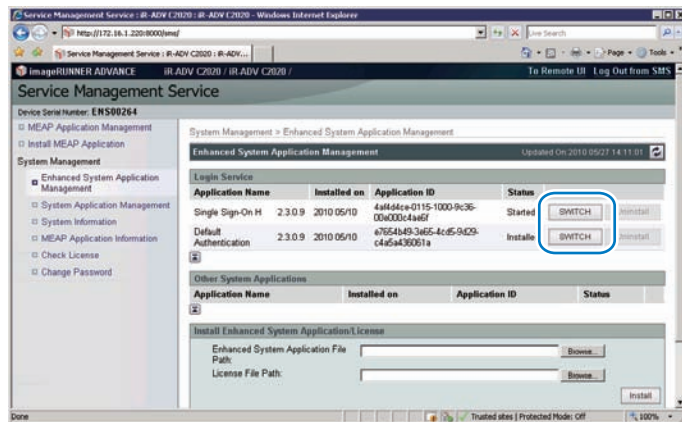 Service Management Service : iR-ADV C2020 : iR-ADV C2020 - Windows Internet Explorer
http://172.16.1.220:8000/sms/
Live Search
Service Management Service : iR-ADV C2020 : iR-ADV...
Page Tools
imageRUNNER ADVANCE iR-ADV C2020 / iR-ADV C2020 /
To Remote UI Log Out from SMS
Service Management Service
Device Serial Number: ENS00264
MEAP Application Management
Install MEAP Application
System Management
Enhanced System Application
Management
System Application Management
System Information
MEAP Application Information
Check License
Change Password
System Management > Enhanced System Application Management
Enhanced System Application Management Updated On:2010 05/27 14:11:01
Login Service
Application Name Installed on Application ID Status
Single Sign-On H 2.3.0.9 2010 05/10 Started SWITCH Uninstall
Default
Authentication 2.3.0.9 2010 05/10 e7654b49-3e65-4cd5-9d29-
c4a5a436061a Installe SWITCH Uninstall
Other System Applications
Application Name Installed on Application ID Status
Install Enhanced System Application/License
Enhanced System Application File
Path:
Browse...
License File Path:
Browse...
Install
Done Trusted sites | Protected Mode: Off 100%